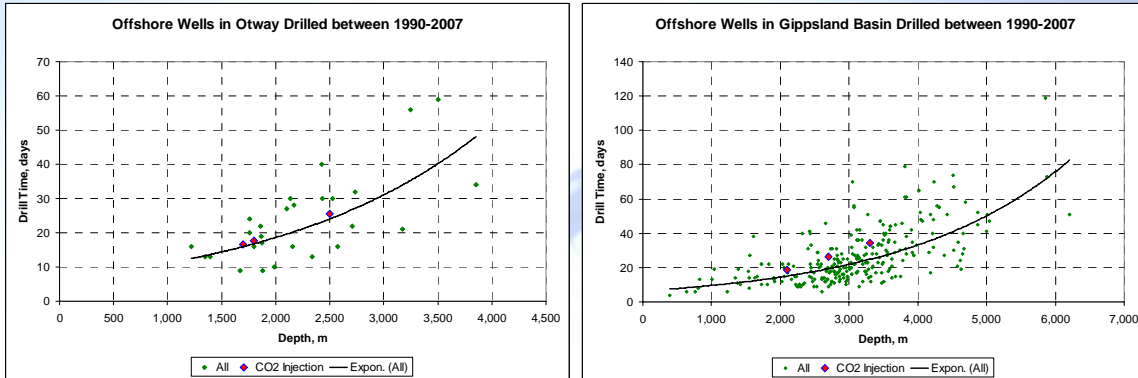 Offshore Wells in Otway Drilled between 1990-2007
70
60
50
40
30
20
10
0
Drill Time, days
0 500 1,000 1,500 2,000 2,500 3,000 3,500 4,000 4,500
Depth, m
All CO2 Injection Expon. (All)
Offshore Wells in Gippsland Basin Drilled between 1990-2007
140
120
100
80
60
40
20
0
Drill Time, days
0 1,000 2,000 3,000 4,000 5,000 6,000 7,000
Depth, m
All CO2 Injection Expon. (All)